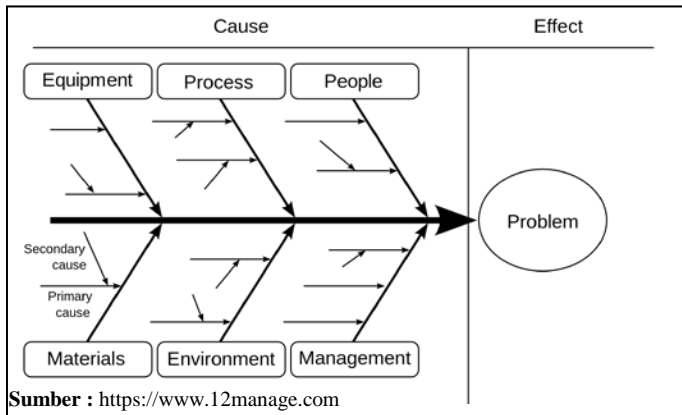 Cause
Effect
Equipment
Process
People
Problem
Secondary
cause
Primary
cause
Materials
Environment
Management
Sumber : https://www.12manage.com